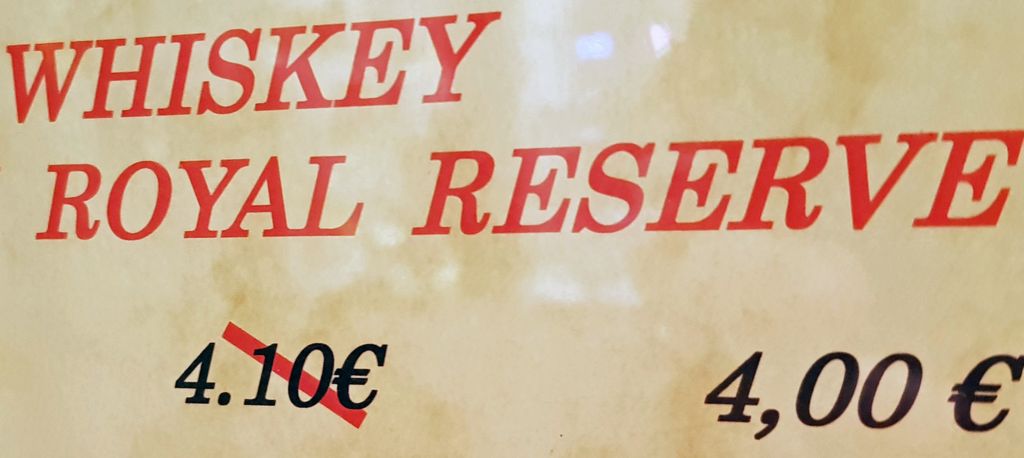 WHISKEY
ROYAL RESERVE
4.10€ 4,00 €